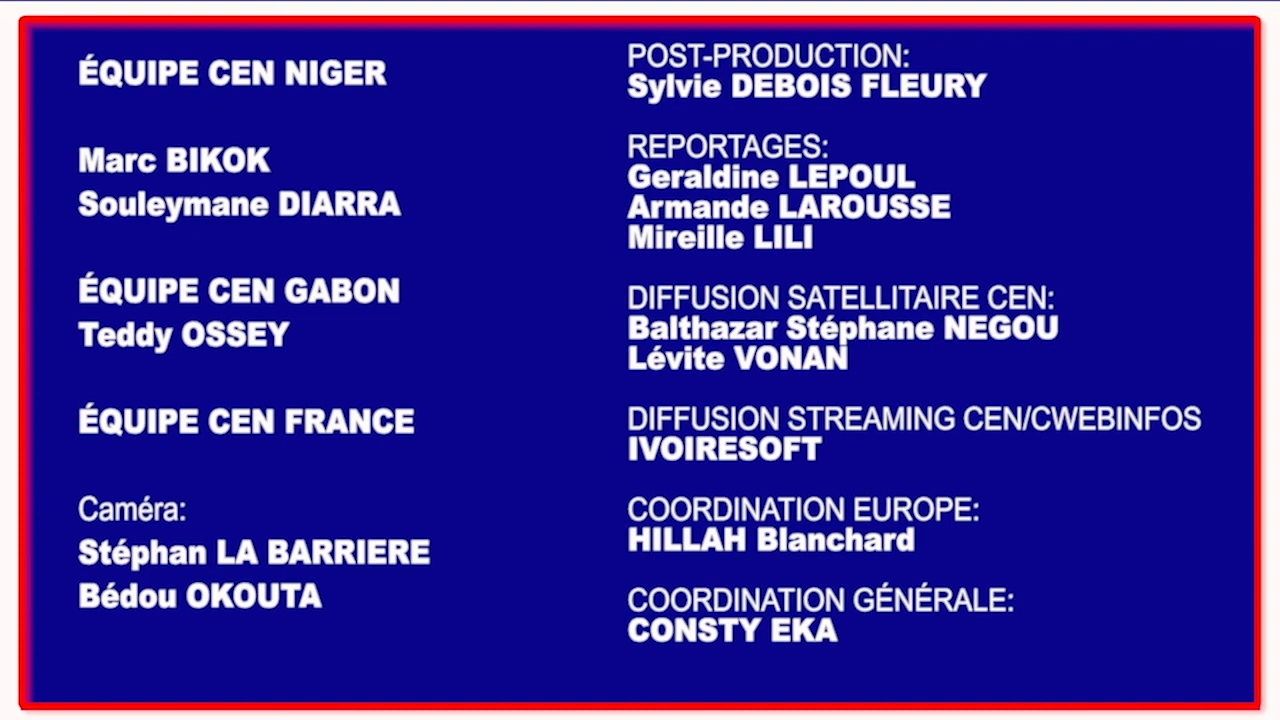 ÉQUIPE CEN NIGER
Marc BIKOK
Souleymane DIARRA
ÉQUIPE CEN GABON
Teddy OSSEY
ÉQUIPE CEN FRANCE
Caméra:
Stéphan LA BARRIERE
Bédou OKOUTA
POST-PRODUCTION:
Sylvie DEBOIS FLEURY
REPORTAGES:
Geraldine LEPOUL
Armande LAROUSSE
Mireille LILI
DIFFUSION SATELLITAIRE CEN:
Balthazar Stéphane NEGOU
Lévite VONAN
DIFFUSION STREAMING CEN/CWEBINFOS
IVOIRESOFT
COORDINATION EUROPE:
HILLAH Blanchard
COORDINATION GÉNÉRALE:
CONSTY EKA